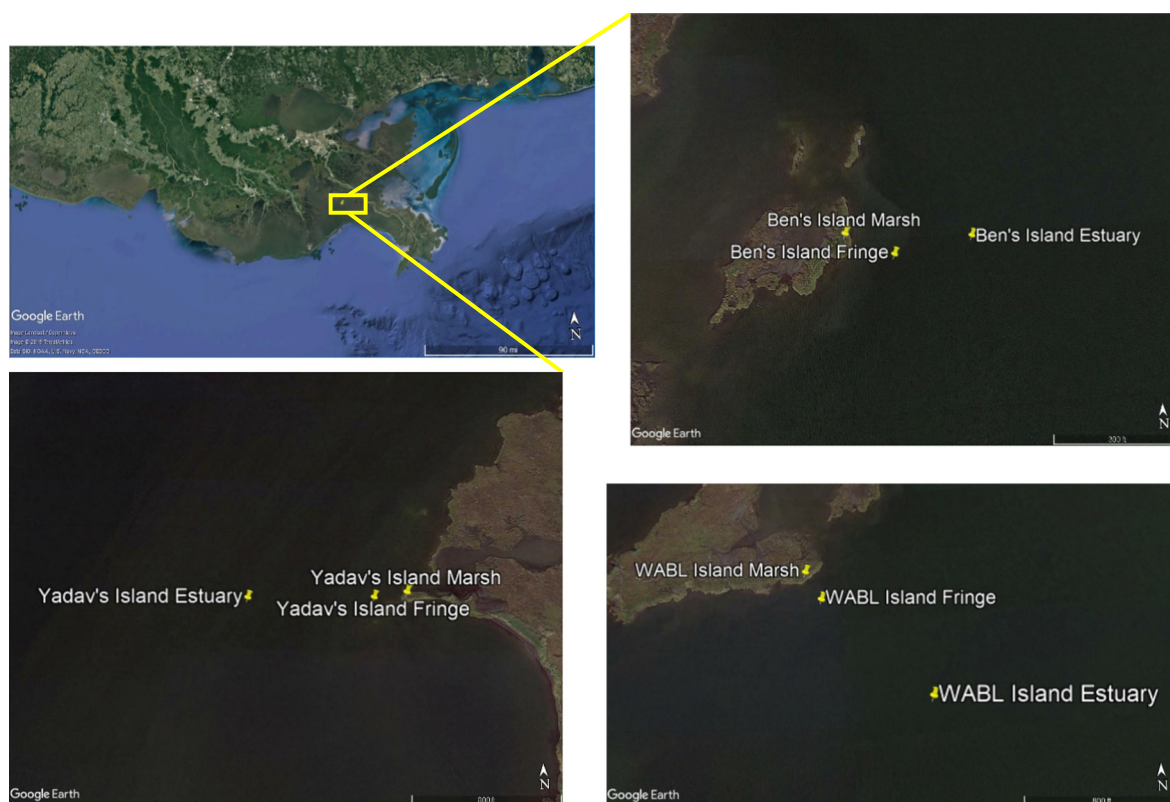 Google Earth
N
90 mi
Ben's Island Marsh
Ben's Island Fringe
Ben's Island Estuary
Google Earth
N
Yadav's Island Marsh
Yadav's Island Estuary
Yadav's Island Fringe
Google Earth
N
WABL Island Marsh
WABL Island Fringe
WABL Island Estuary
Google Earth
N